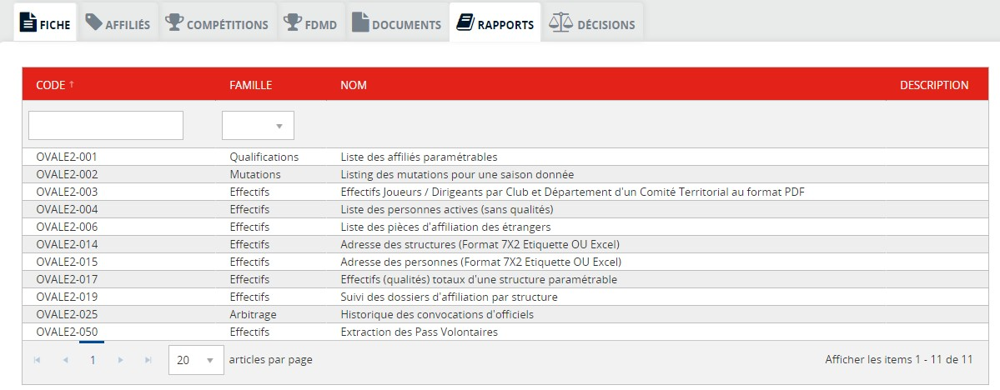 FICHE AFFILIÉS COMPÉTITIONS FDMD DOCUMENTS RAPPORTS DÉCISIONS
CODE ↑ FAMILLE NOM DESCRIPTION
OVALE2-001 Qualifications Liste des affiliés paramétrables
OVALE2-002 Mutations Listing des mutations pour une saison donnée
OVALE2-003 Effectifs Effectifs Joueurs / Dirigeants par Club et Département d'un Comité Territorial au format PDF
OVALE2-004 Effectifs Liste des personnes actives (sans qualités)
OVALE2-006 Effectifs Liste des pièces d'affiliation des étrangers
OVALE2-014 Effectifs Adresse des structures (Format 7X2 Etiquette OU Excel)
OVALE2-015 Effectifs Adresse des personnes (Format 7X2 Etiquette OU Excel)
OVALE2-017 Effectifs Effectifs (qualités) totaux d'une structure paramétrable
OVALE2-019 Effectifs Suivi des dossiers d'affiliation par structure
OVALE2-025 Arbitrage Historique des convocations d'officiels
OVALE2-050 Effectifs Extraction des Pass Volontaires
1 20 articles par page Afficher les items 1 - 11 de 11